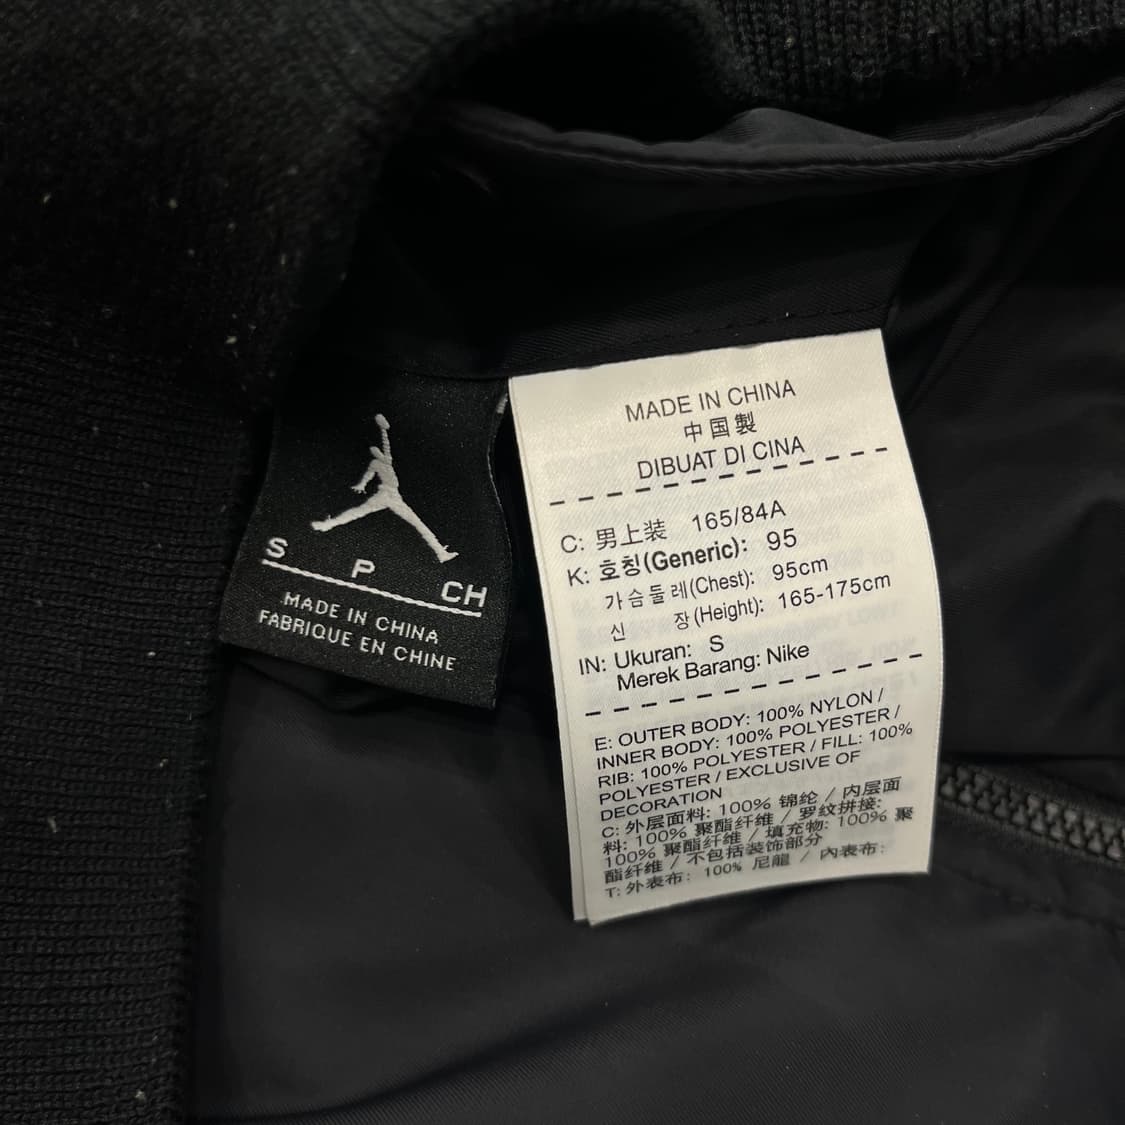 S P CH
MADE IN CHINA
FABRIQUE EN CHINE
MADE IN CHINA
中国製
DIBUAT DI CINA
C: 男上装 165/84A
K: 호칭(Generic): 95
가슴둘레(Chest): 95cm
신 장(Height): 165-175cm
IN: Ukuran: S
Merek Barang: Nike
E: OUTER BODY: 100% NYLON /
INNER BODY: 100% POLYESTER /
RIB: 100% POLYESTER / FILL: 100%
POLYESTER / EXCLUSIVE OF
DECORATION
C: 外层面料: 100% 锦纶 / 内层面
料: 100% 聚酯纤维 / 罗纹拼接:
100% 聚酯纤维 / 填充物: 100% 聚
酯纤维 / 不包括装饰部分
T: 外表布: 100% 尼龍 / 內表布: